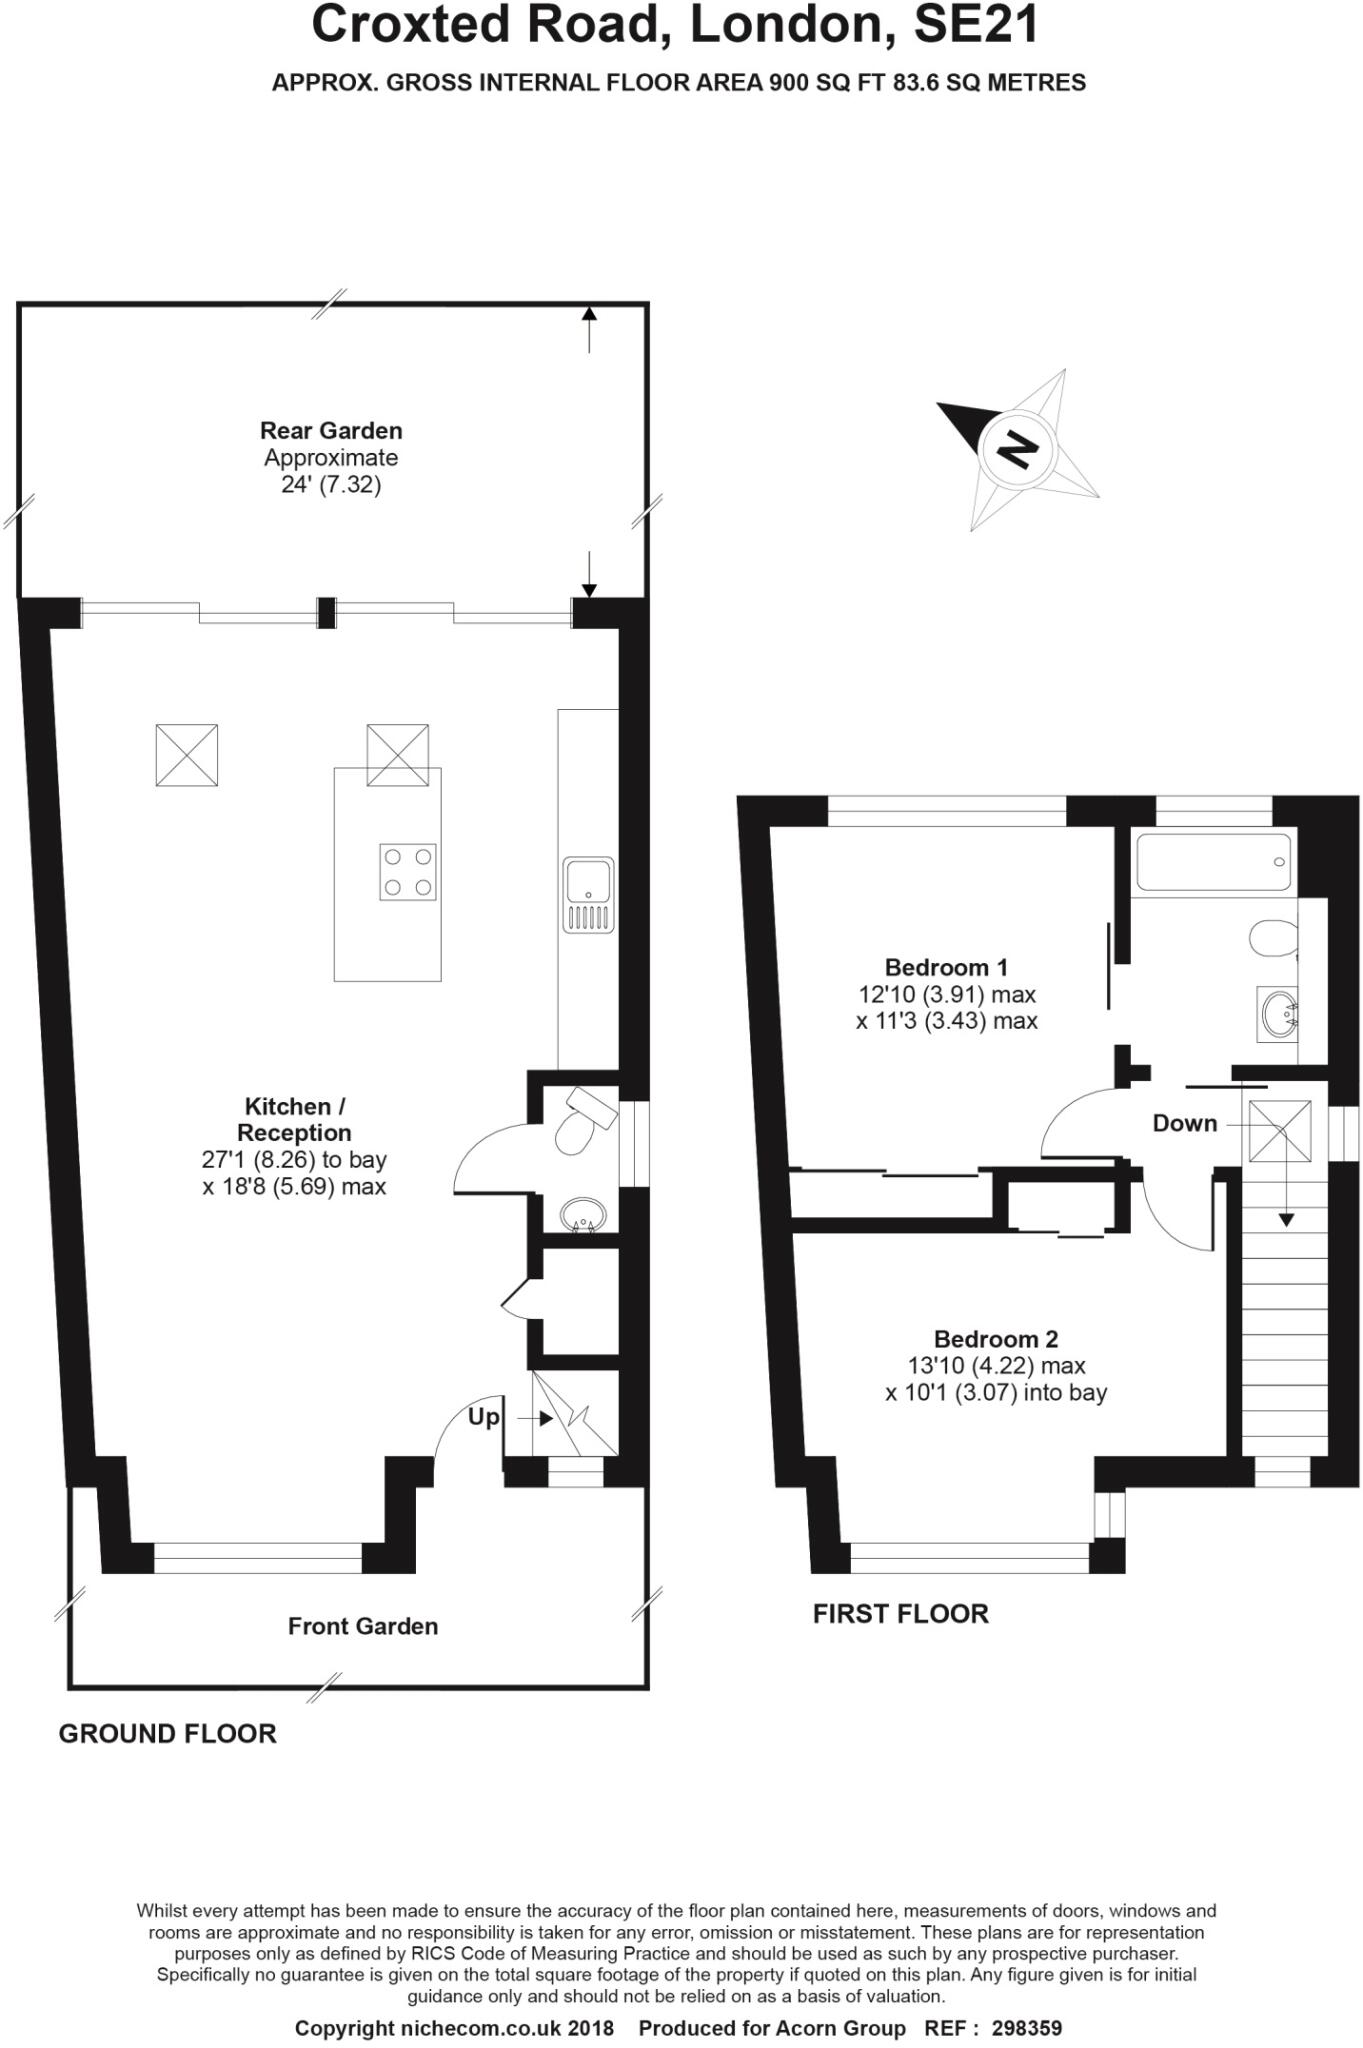 Croxted Road, London, SE21
APPROX. GROSS INTERNAL FLOOR AREA 900 SQ FT 83.6 SQ METRES
Rear Garden
Approximate
24' (7.32)
N
Kitchen /
Reception
27'1 (8.26) to bay
x 18'8 (5.69) max
Up
Front Garden
GROUND FLOOR
Bedroom 1
12'10 (3.91) max
x 11'3 (3.43) max
Down
Bedroom 2
13'10 (4.22) max
x 10'1 (3.07) into bay
FIRST FLOOR
Whilst every attempt has been made to ensure the accuracy of the floor plan contained here, measurements of doors, windows and
rooms are approximate and no responsibility is taken for any error, omission or misstatement. These plans are for representation
purposes only as defined by RICS Code of Measuring Practice and should be used as such by any prospective purchaser.
Specifically no guarantee is given on the total square footage of the property if quoted on this plan. Any figure given is for initial
guidance only and should not be relied on as a basis of valuation.
Copyright nichecom.co.uk 2018 Produced for Acorn Group REF : 298359